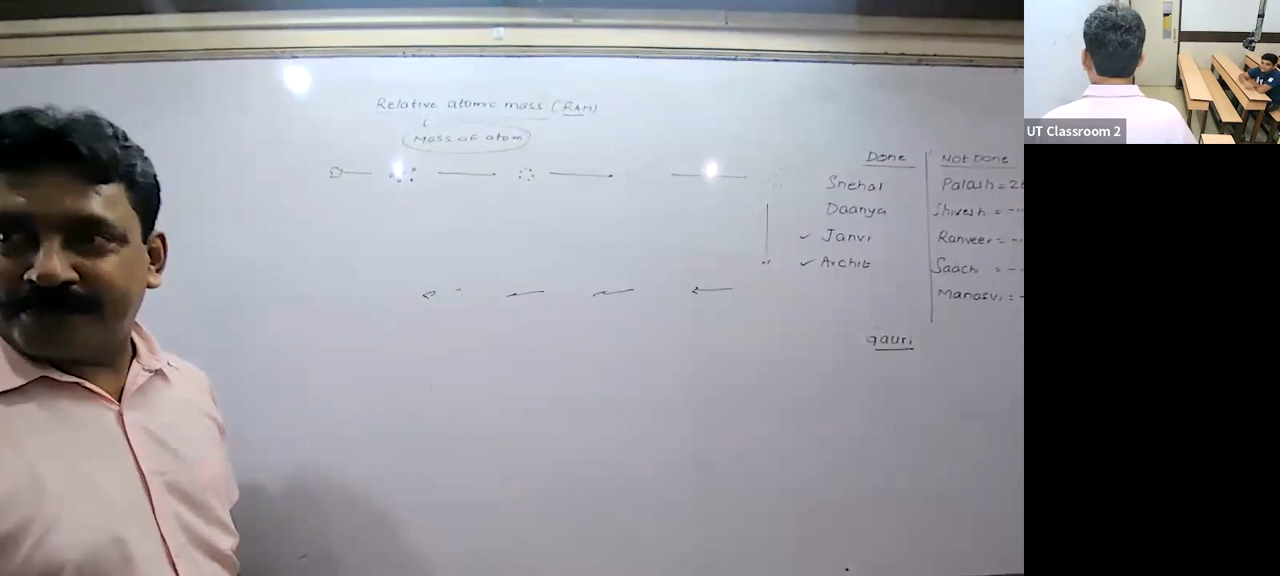 Relative atomic mass (RAM)
Mass of atom
Done
Snehal
Daanya
✓ Janvi
✓ Archit
Gauri
Not Done
Palash = 2
Shivesh = -
Ranveer = -
Saachi = -
Manasvi = -
UT Classroom 2